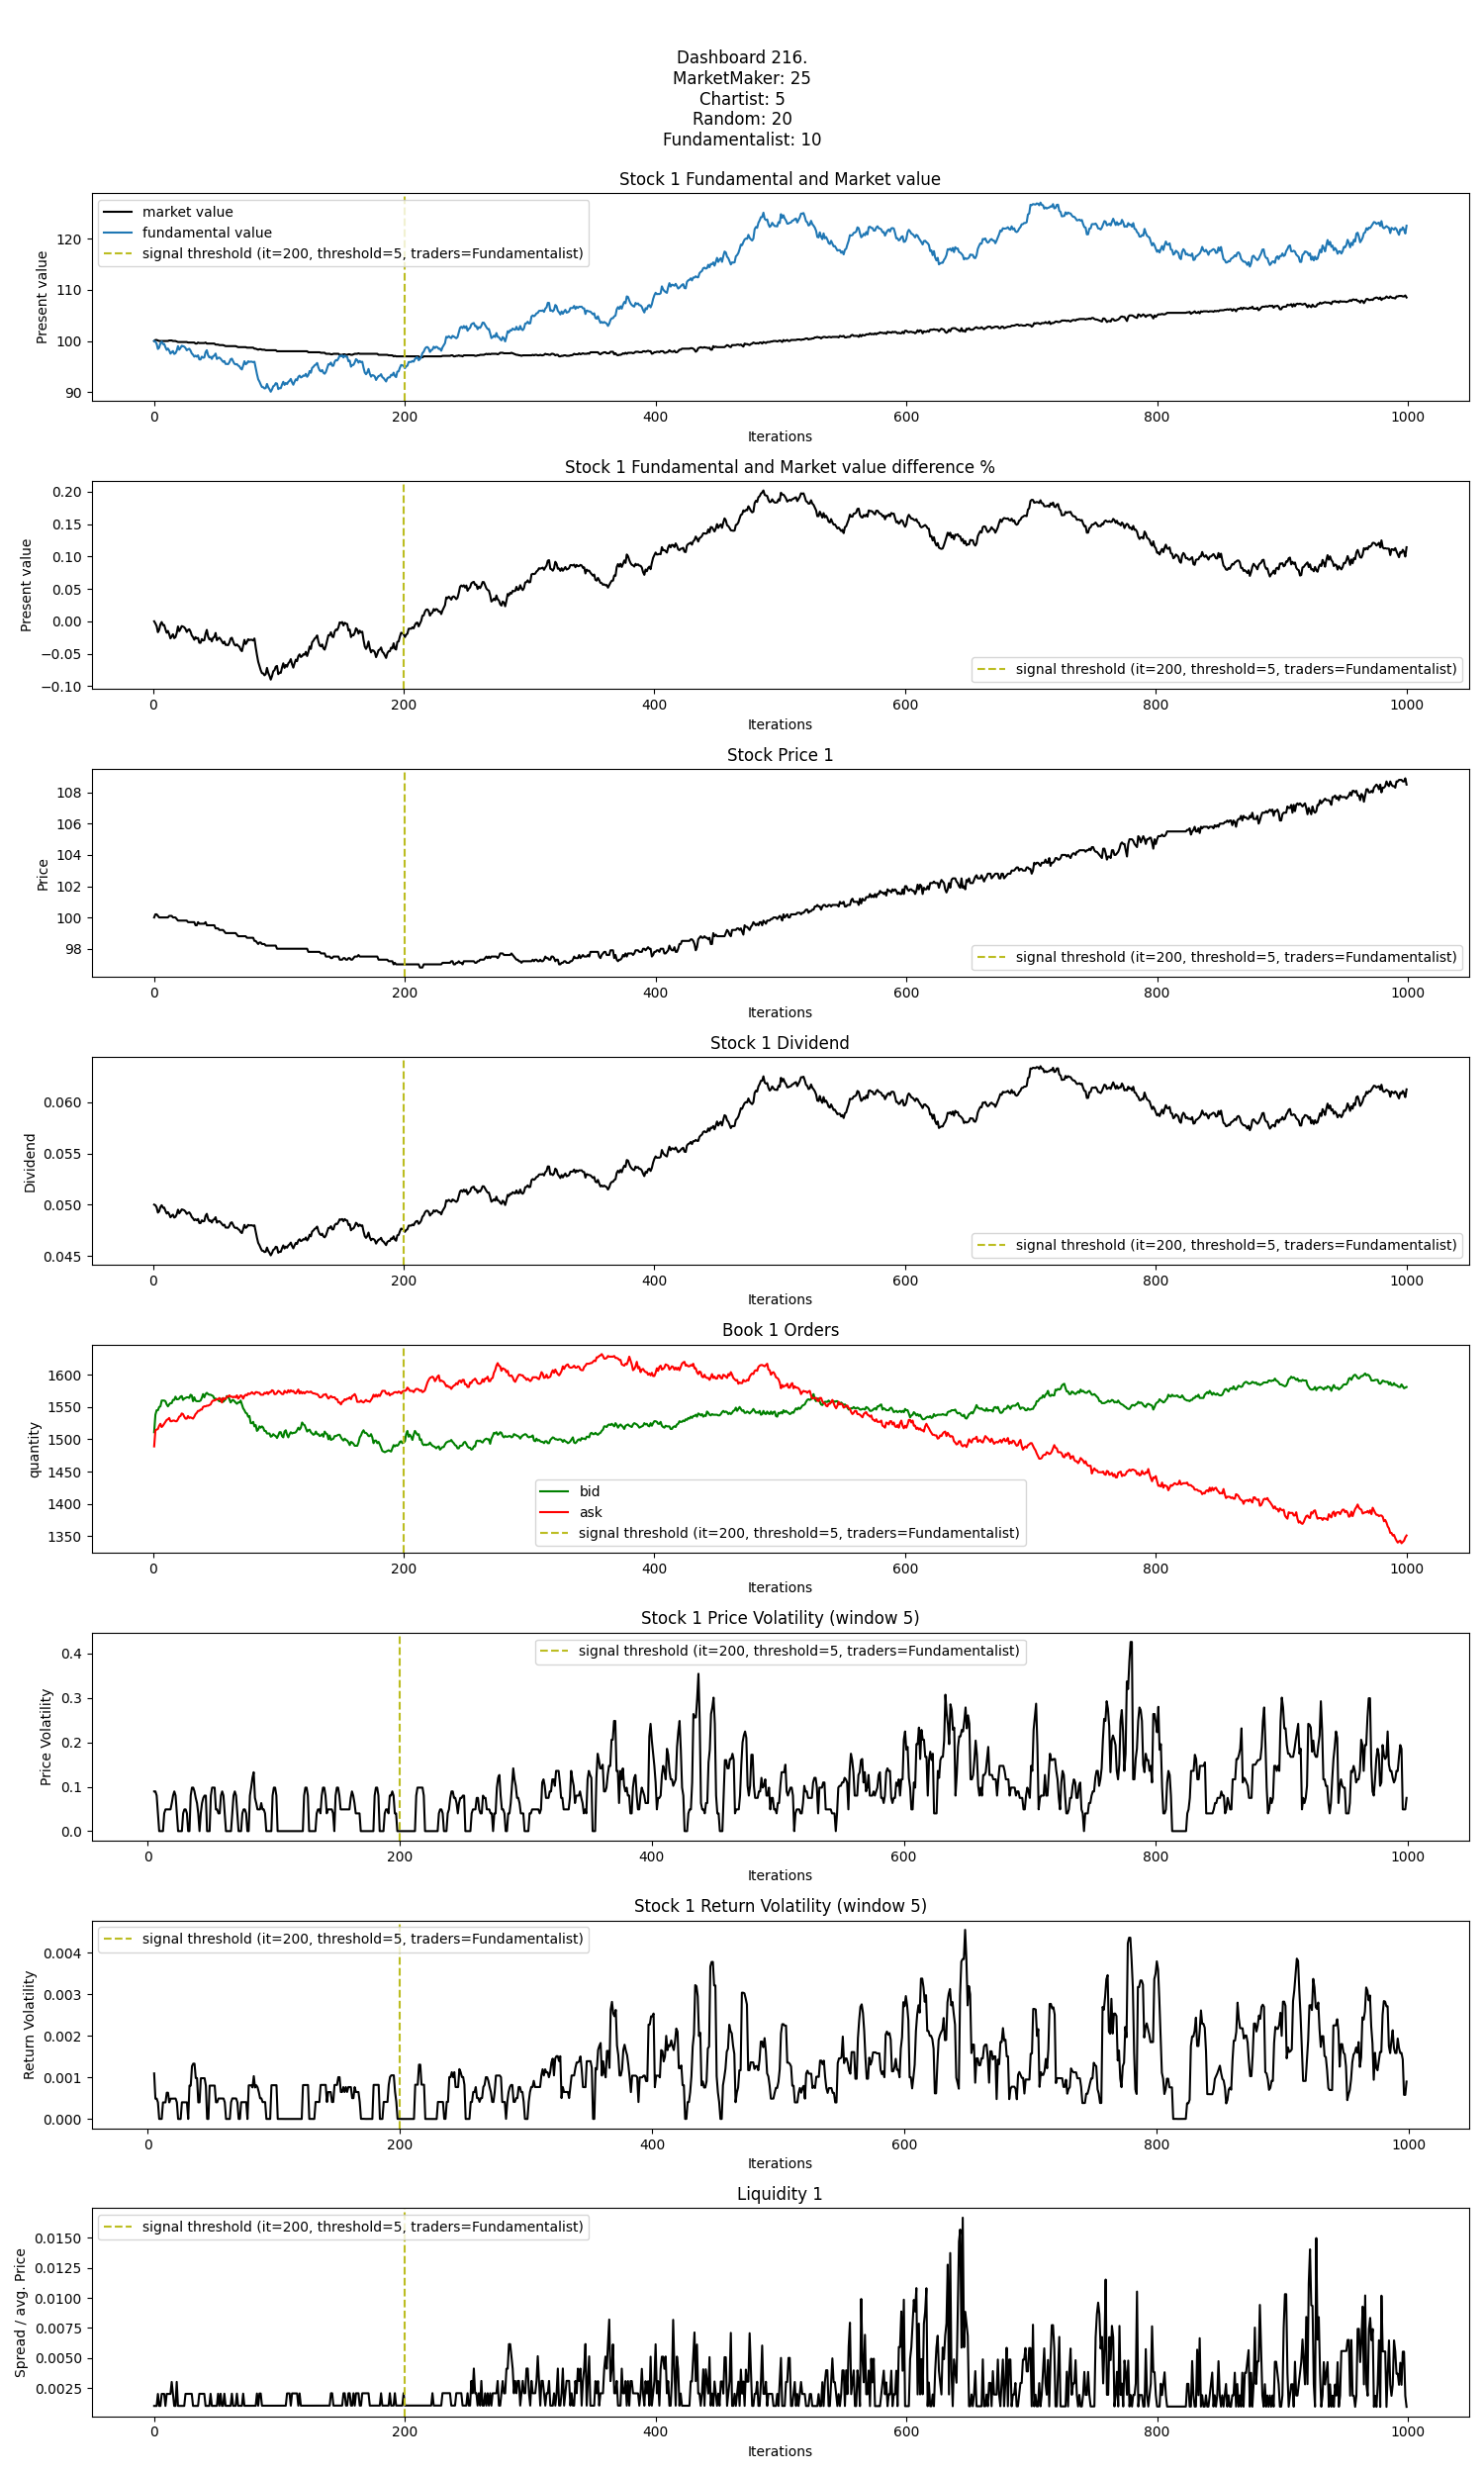 Dashboard 216.
MarketMaker: 25
Chartist: 5
Random: 20
Fundamentalist: 10
Stock 1 Fundamental and Market value
market value
fundamental value
signal threshold (it=200, threshold=5, traders=Fundamentalist)
Present value
120
110
100
90
0 200 400 600 800 1000
Iterations
Stock 1 Fundamental and Market value difference %
Present value
0.20
0.15
0.10
0.05
0.00
−0.05
−0.10
signal threshold (it=200, threshold=5, traders=Fundamentalist)
0 200 400 600 800 1000
Iterations
Stock Price 1
Price
108
106
104
102
100
98
signal threshold (it=200, threshold=5, traders=Fundamentalist)
0 200 400 600 800 1000
Iterations
Stock 1 Dividend
Dividend
0.060
0.055
0.050
0.045
signal threshold (it=200, threshold=5, traders=Fundamentalist)
0 200 400 600 800 1000
Iterations
Book 1 Orders
quantity
1600
1550
1500
1450
1400
1350
bid
ask
signal threshold (it=200, threshold=5, traders=Fundamentalist)
0 200 400 600 800 1000
Iterations
Stock 1 Price Volatility (window 5)
signal threshold (it=200, threshold=5, traders=Fundamentalist)
Price Volatility
0.4
0.3
0.2
0.1
0.0
0 200 400 600 800 1000
Iterations
Stock 1 Return Volatility (window 5)
signal threshold (it=200, threshold=5, traders=Fundamentalist)
Return Volatility
0.004
0.003
0.002
0.001
0.000
0 200 400 600 800 1000
Iterations
Liquidity 1
signal threshold (it=200, threshold=5, traders=Fundamentalist)
Spread / avg. Price
0.0150
0.0125
0.0100
0.0075
0.0050
0.0025
0 200 400 600 800 1000
Iterations